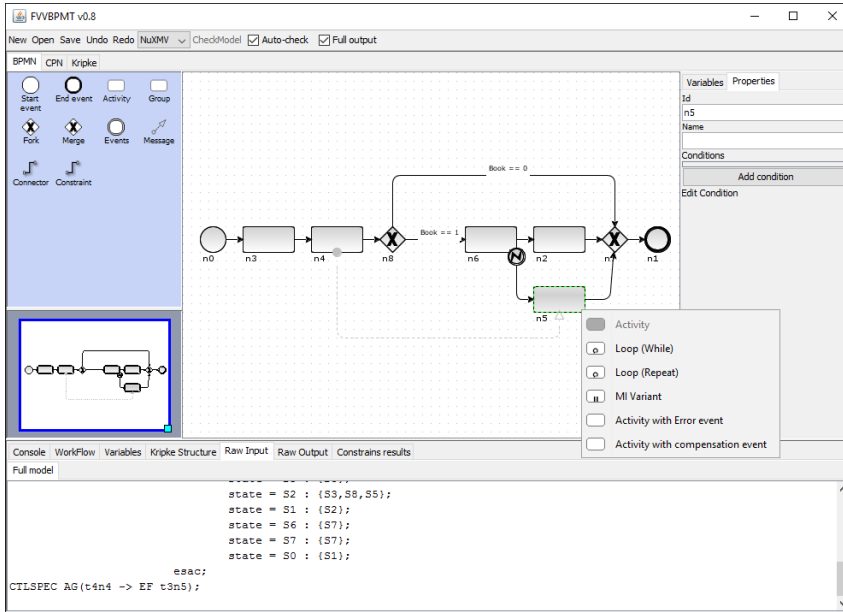 FVVBPMT v0.8
New Open Save Undo Redo NuXMV CheckModel Auto-check Full output
BPMN CPN Kripke
Start event
End event
Activity
Group
Fork
Merge
Events
Message
Connector
Constraint
Book == 0
Book == 1
n0
n3
n4
n8
n6
n2
n1
n5
Variables Properties
Id
n5
Name
Conditions
Add condition
Edit Condition
Activity
Loop (While)
Loop (Repeat)
MI Variant
Activity with Error event
Activity with compensation event
Console WorkFlow Variables Kripke Structure Raw Input Raw Output Constrains results
Full model
state = S2 : {S3,S8,S5};
state = S1 : {S2};
state = S6 : {S7};
state = S7 : {S7};
state = S0 : {S1};
esac;
CTLSPEC AG(t4n4 -> EF t3n5);